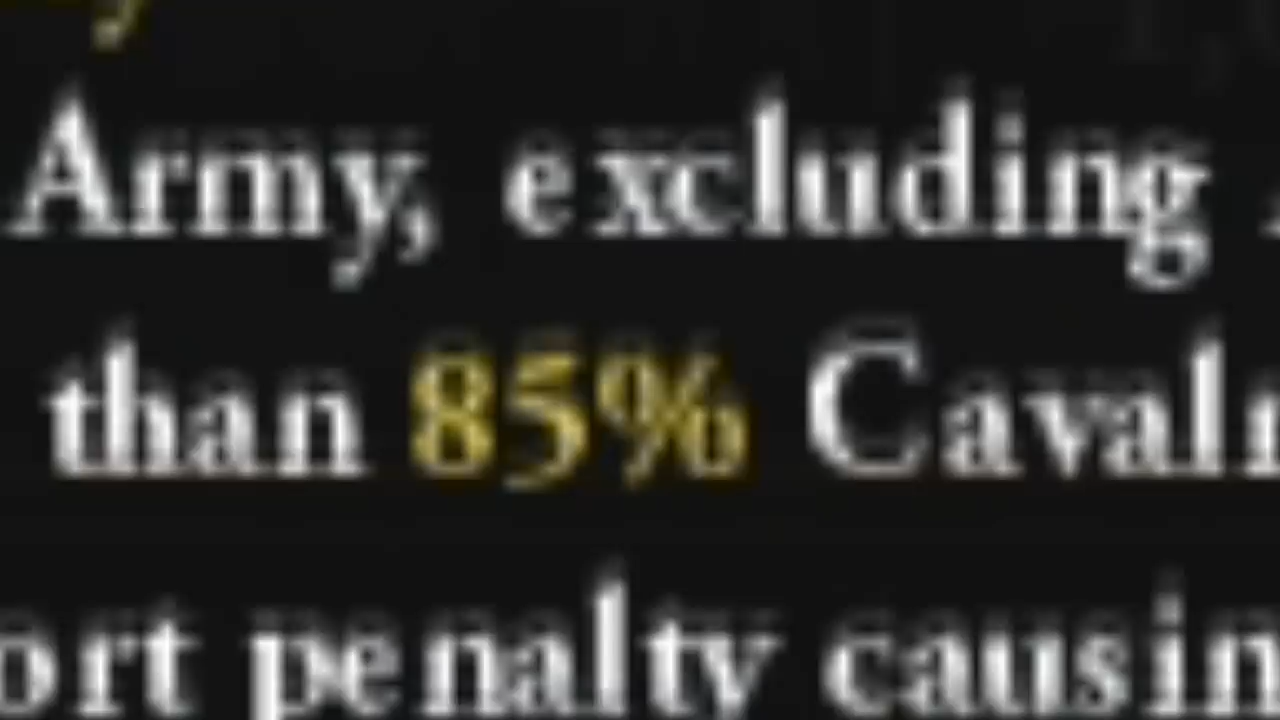 Army, excluding
than 85% Caval
ort penalty causin